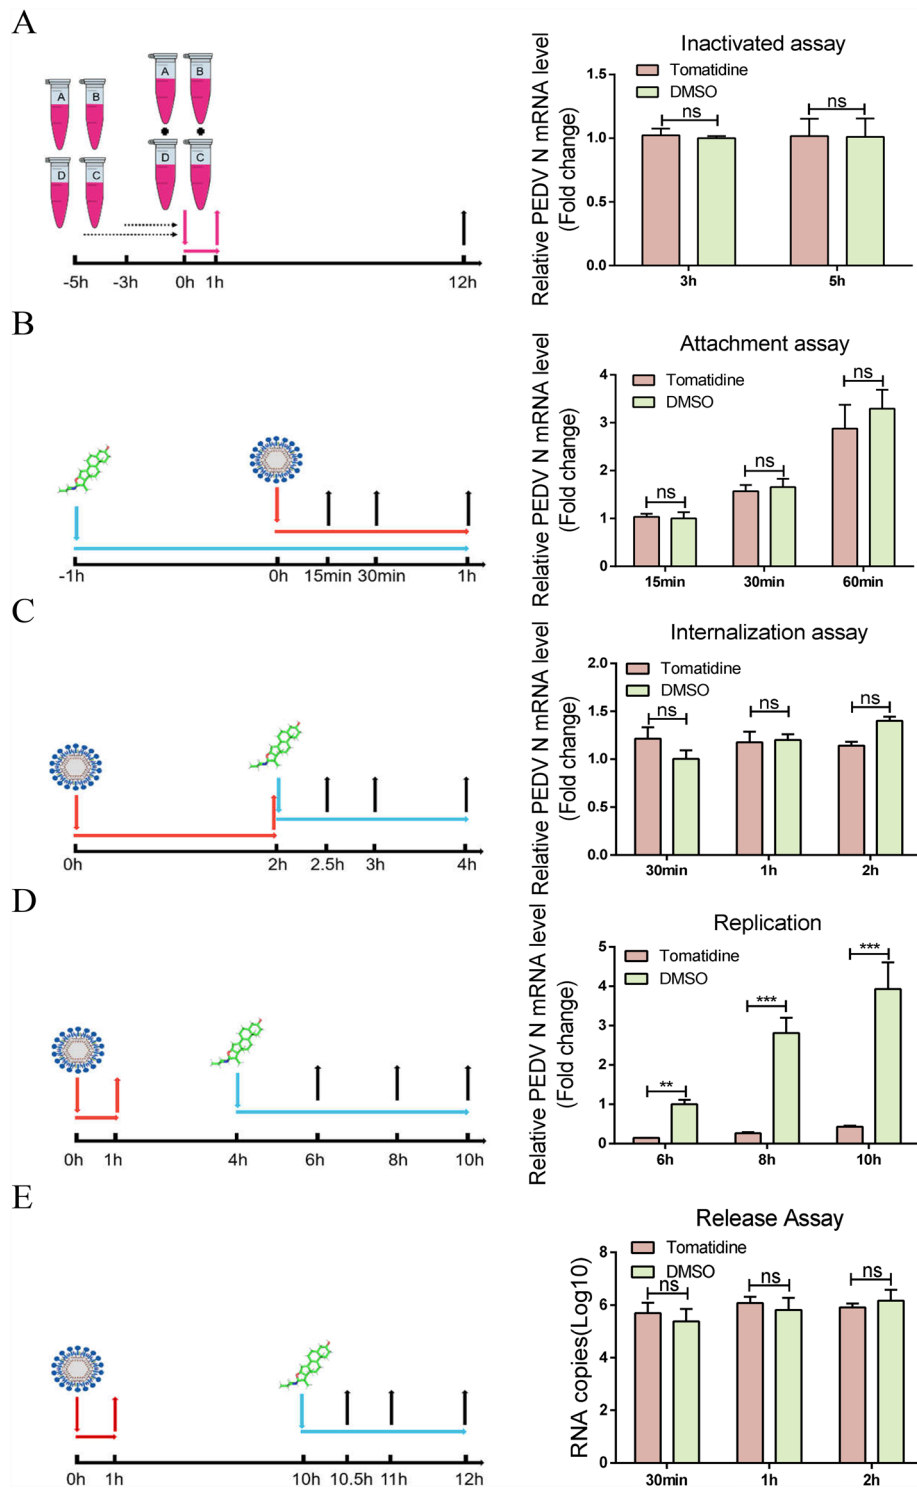 A
A B
A B
D C
D C
-5h -3h 0h 1h 12h
Inactivated assay
Relative PEDV N mRNA level
(Fold change)
Tomatidine
DMSO
ns ns
1.5
1.0
0.5
0.0
3h 5h
B
-1h 0h 15min 30min 1h
Attachment assay
Relative PEDV N mRNA level
(Fold change)
Tomatidine
DMSO
ns ns ns
4
3
2
1
0
15min 30min 60min
C
0h 2h 2.5h 3h 4h
Internalization assay
Relative PEDV N mRNA level
(Fold change)
Tomatidine
DMSO
ns ns ns
2.0
1.5
1.0
0.5
0.0
30min 1h 2h
D
0h 1h 4h 6h 8h 10h
Replication
Relative PEDV N mRNA level
(Fold change)
Tomatidine
DMSO
** *** ***
5
4
3
2
1
0
6h 8h 10h
E
0h 1h 10h 10.5h 11h 12h
Release Assay
RNA copies(Log10)
Tomatidine
DMSO
ns ns ns
8
6
4
2
0
30min 1h 2h